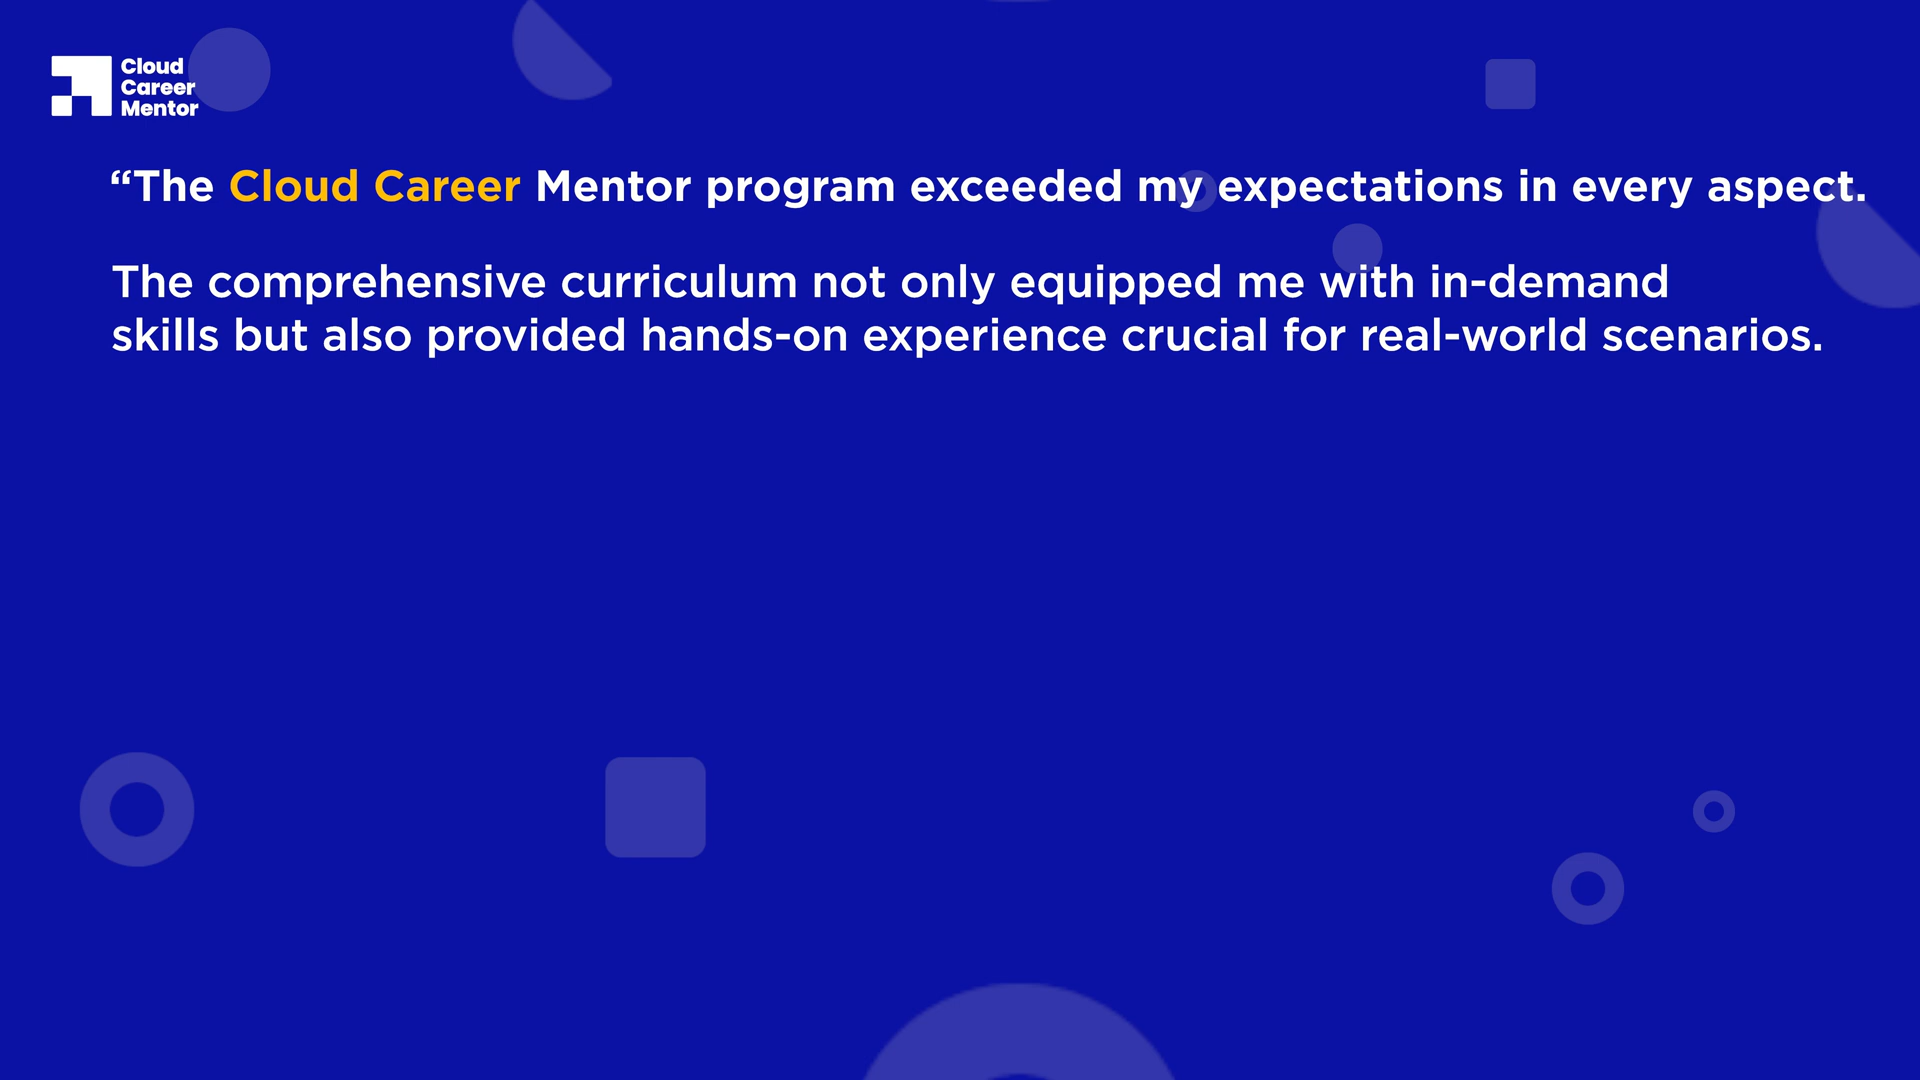 Cloud
Career
Mentor
“The Cloud Career Mentor program exceeded my expectations in every aspect.
The comprehensive curriculum not only equipped me with in-demand
skills but also provided hands-on experience crucial for real-world scenarios.